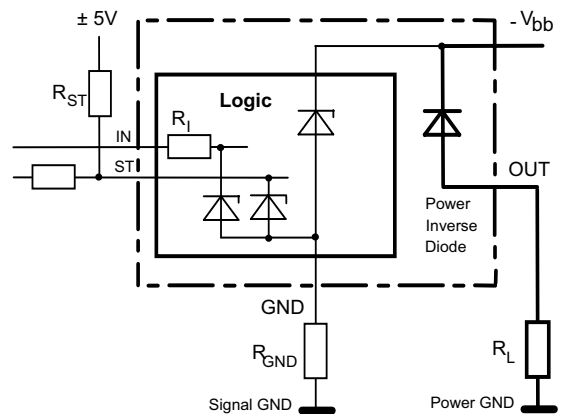 ± 5V
- Vbb
RST
Logic
IN
RI
ST
OUT
Power
Inverse
Diode
GND
RGND
RL
Signal GND
Power GND